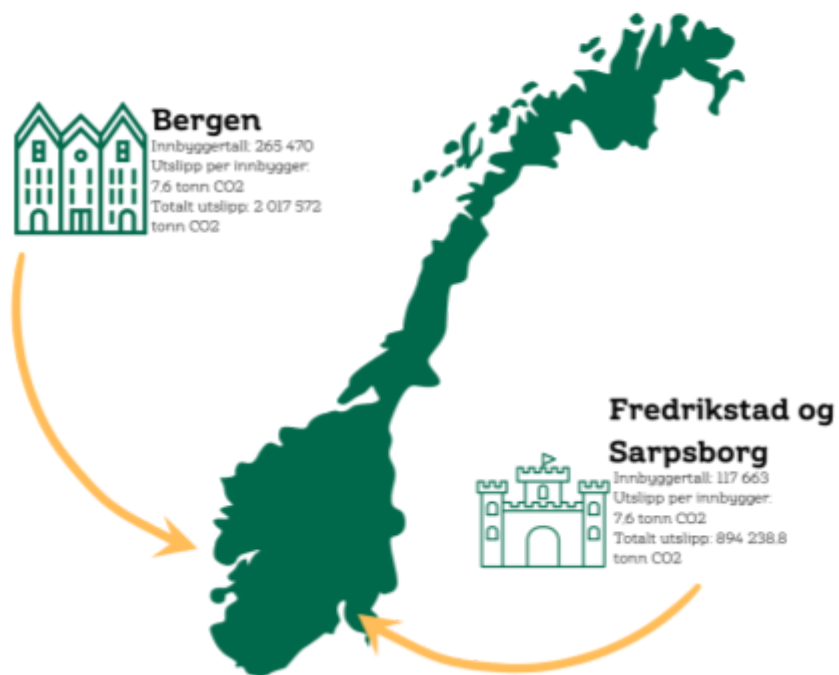 Bergen
Innbyggertall: 265 470
Utslipp per innbygger:
7.6 tonn CO2
Totalt utslipp: 2 017 572
tonn CO2
Fredrikstad og
Sarpsborg
Innbyggertall: 117 663
Utslipp per innbygger:
7.6 tonn CO2
Totalt utslipp: 894 238.8
tonn CO2